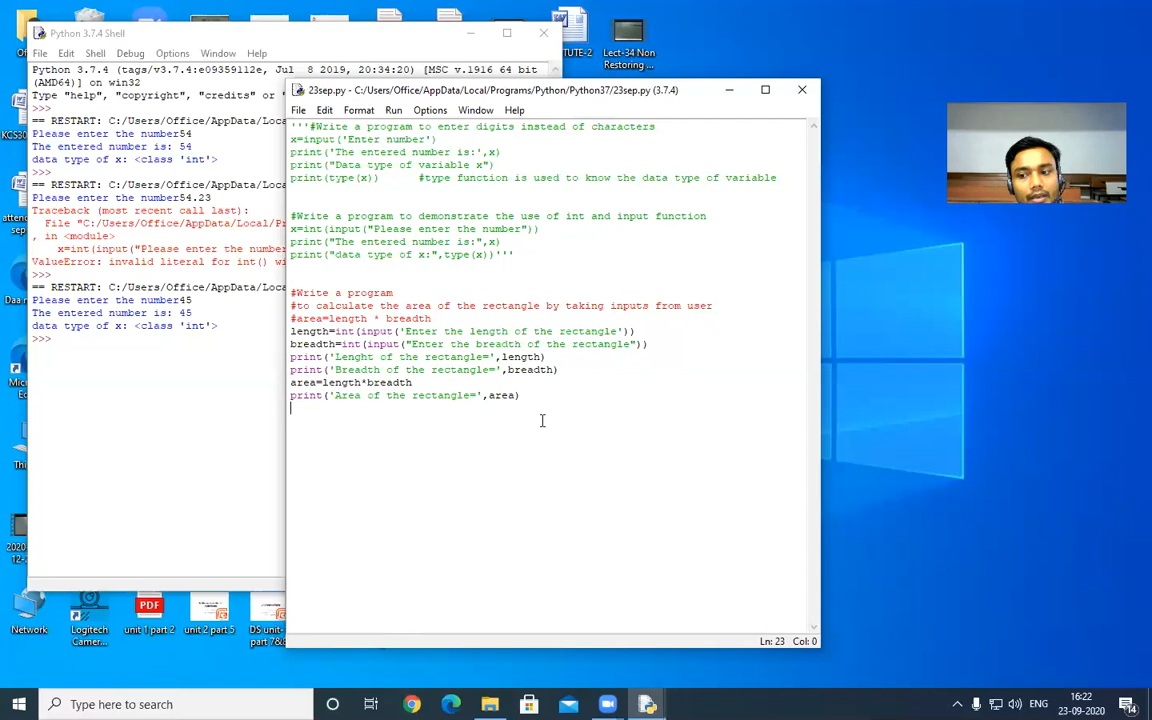 Python 3.7.4 Shell
File Edit Shell Debug Options Window Help
Python 3.7.4 (tags/v3.7.4:e09359112e, Jul 8 2019, 20:34:20) [MSC v.1916 64 bit
(AMD64)] on win32
Type "help", "copyright", "credits" or "
>>>
== RESTART: C:/Users/Office/AppData/Loca
Please enter the number54
The entered number is: 54
data type of x: <class 'int'>
>>>
== RESTART: C:/Users/Office/AppData/Loca
Please enter the number54.23
Traceback (most recent call last):
File "C:/Users/Office/AppData/Local/Pr
, in <module>
x=int(input("Please enter the number
ValueError: invalid literal for int() wi
>>>
== RESTART: C:/Users/Office/AppData/Loca
Please enter the number45
The entered number is: 45
data type of x: <class 'int'>
>>>
23sep.py - C:/Users/Office/AppData/Local/Programs/Python/Python37/23sep.py (3.7.4)
File Edit Format Run Options Window Help
'''#Write a program to enter digits instead of characters
x=input('Enter number')
print('The entered number is:',x)
print("Data type of variable x")
print(type(x)) #type function is used to know the data type of variable
#Write a program to demonstrate the use of int and input function
x=int(input("Please enter the number"))
print("The entered number is:",x)
print("data type of x:",type(x))'''
#Write a program
#to calculate the area of the rectangle by taking inputs from user
#area=length * breadth
length=int(input('Enter the length of the rectangle'))
breadth=int(input("Enter the breadth of the rectangle"))
print('Lenght of the rectangle=',length)
print('Breadth of the rectangle=',breadth)
area=length*breadth
print('Area of the rectangle=',area)
Ln: 23 Col: 0
TUTE-2
Lect-34 Non
Restoring ...
Network
Logitech
Camer...
PDF
unit 1 part 2
unit 2 part 5
DS unit-
part 7&8
Type here to search
ENG
16:22
23-09-2020
14